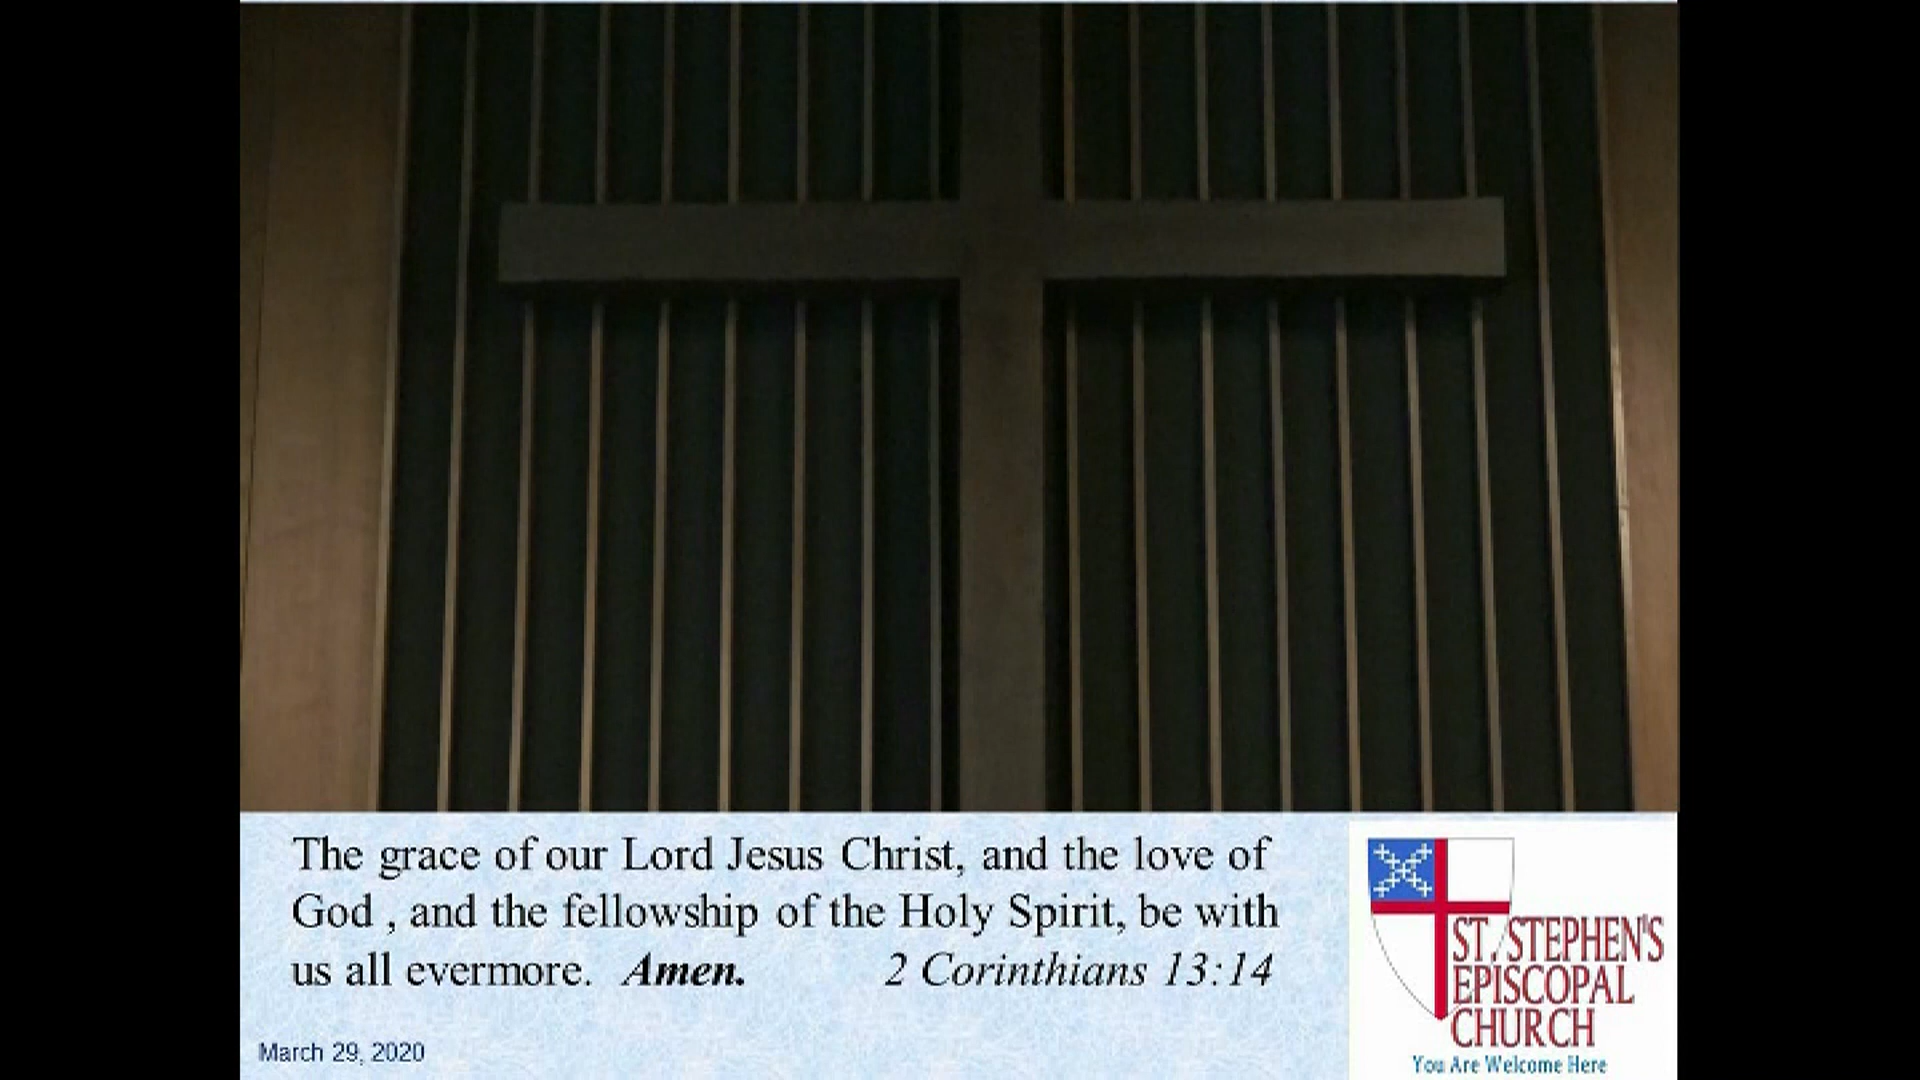 The grace of our Lord Jesus Christ, and the love of
God , and the fellowship of the Holy Spirit, be with
us all evermore. Amen. 2 Corinthians 13:14
March 29, 2020
ST. STEPHEN'S
EPISCOPAL
CHURCH
You Are Welcome Here